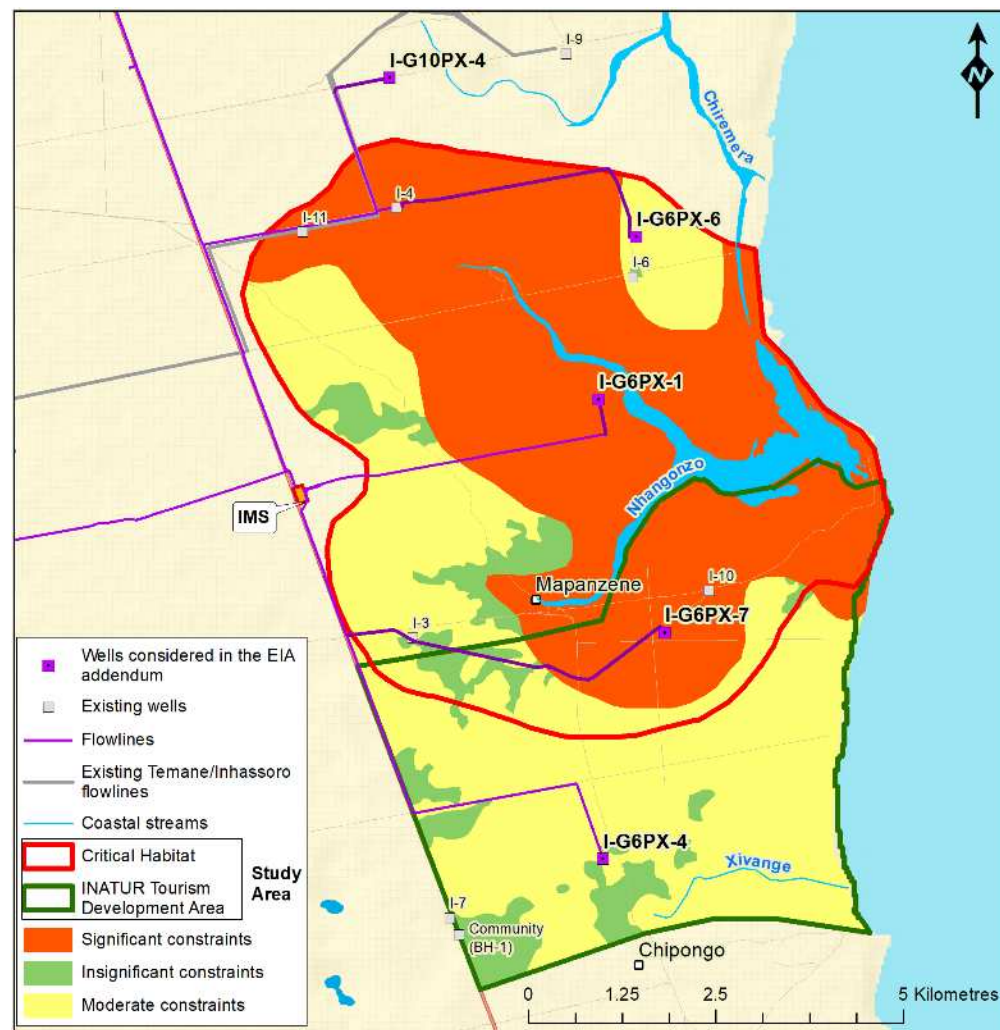 I-9
I-G10PX-4
N
Chiremera
I-4
I-11
I-G6PX-6
I-6
I-G6PX-1
Nhangonzo
IMS
Mapanzene
I-10
I-G6PX-7
I-3
I-G6PX-4
Xivange
I-7
Community
(BH-1)
Chipongo
Wells considered in the EIA
addendum
Existing wells
Flowlines
Existing Temane/Inhassoro
flowlines
Coastal streams
Critical Habitat
INATUR Tourism
Development Area
Study
Area
Significant constraints
Insignificant constraints
Moderate constraints
0 1.25 2.5 5 Kilometres